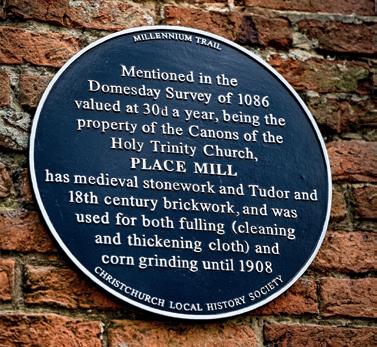 MILLENNIUM TRAIL
Mentioned in the
Domesday Survey of 1086
valued at 30d a year, being the
property of the Canons of the
Holy Trinity Church,
PLACE MILL
has medieval stonework and Tudor and
18th century brickwork, and was
used for both fulling (cleaning
and thickening cloth) and
corn grinding until 1908
CHRISTCHURCH LOCAL HISTORY SOCIETY